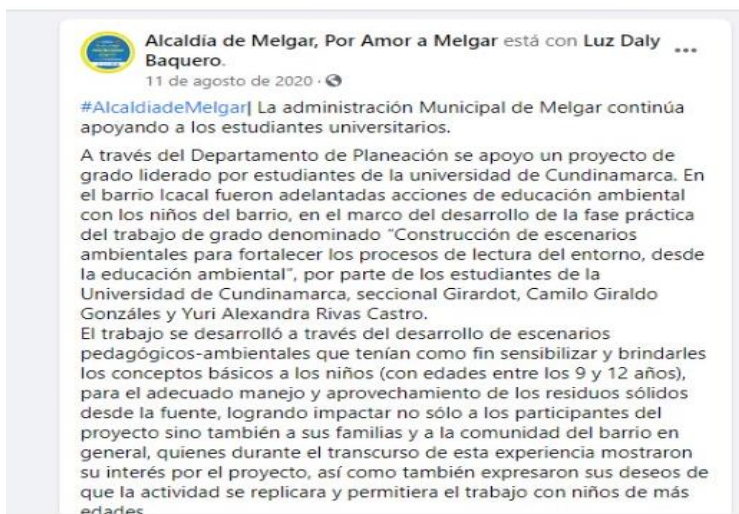 Alcaldía de Melgar, Por Amor a Melgar está con Luz Daly
Baquero.
11 de agosto de 2020 ·
#AlcaldiadeMelgar| La administración Municipal de Melgar continúa
apoyando a los estudiantes universitarios.
A través del Departamento de Planeación se apoyo un proyecto de
grado liderado por estudiantes de la universidad de Cundinamarca. En
el barrio Icacal fueron adelantadas acciones de educación ambiental
con los niños del barrio, en el marco del desarrollo de la fase práctica
del trabajo de grado denominado "Construcción de escenarios
ambientales para fortalecer los procesos de lectura del entorno, desde
la educación ambiental", por parte de los estudiantes de la
Universidad de Cundinamarca, seccional Girardot, Camilo Giraldo
Gonzáles y Yuri Alexandra Rivas Castro.
El trabajo se desarrolló a través del desarrollo de escenarios
pedagógicos-ambientales que tenían como fin sensibilizar y brindarles
los conceptos básicos a los niños (con edades entre los 9 y 12 años),
para el adecuado manejo y aprovechamiento de los residuos sólidos
desde la fuente, logrando impactar no sólo a los participantes del
proyecto sino también a sus familias y a la comunidad del barrio en
general, quienes durante el transcurso de esta experiencia mostraron
su interés por el proyecto, así como también expresaron sus deseos de
que la actividad se replicara y permitiera el trabajo con niños de más
edades